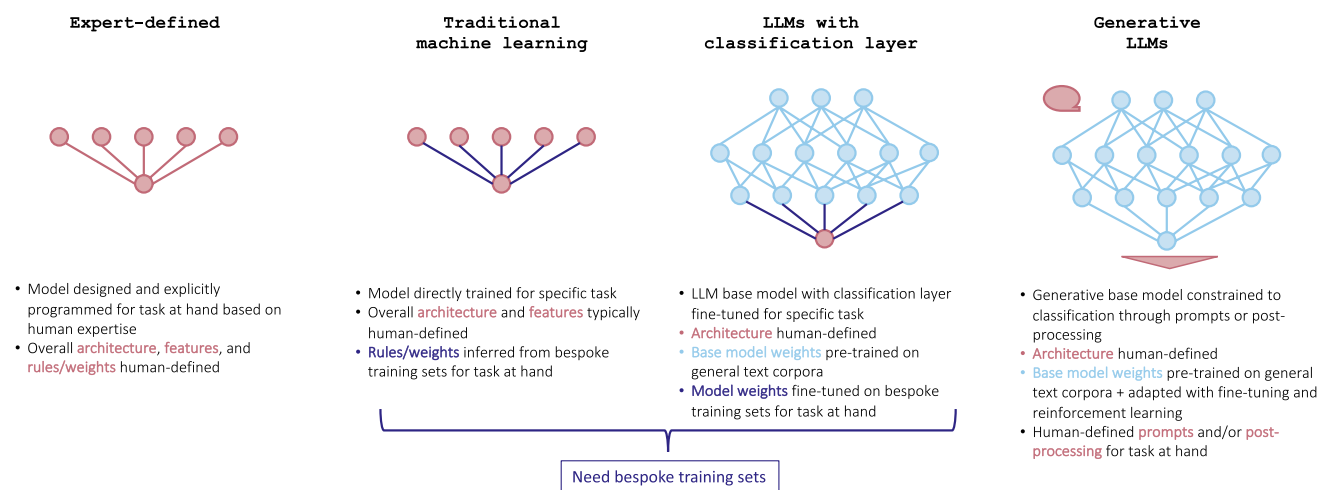 Expert-defined
Traditional
machine learning
LLMs with
classification layer
Generative
LLMs
• Model designed and explicitly
programmed for task at hand based on
human expertise
• Overall architecture, features, and
rules/weights human-defined
• Model directly trained for specific task
• Overall architecture and features typically
human-defined
• Rules/weights inferred from bespoke
training sets for task at hand
• LLM base model with classification layer
fine-tuned for specific task
• Architecture human-defined
• Base model weights pre-trained on
general text corpora
• Model weights fine-tuned on bespoke
training sets for task at hand
• Generative base model constrained to
classification through prompts or post-
processing
• Architecture human-defined
• Base model weights pre-trained on general
text corpora + adapted with fine-tuning and
reinforcement learning
• Human-defined prompts and/or post-
processing for task at hand
Need bespoke training sets